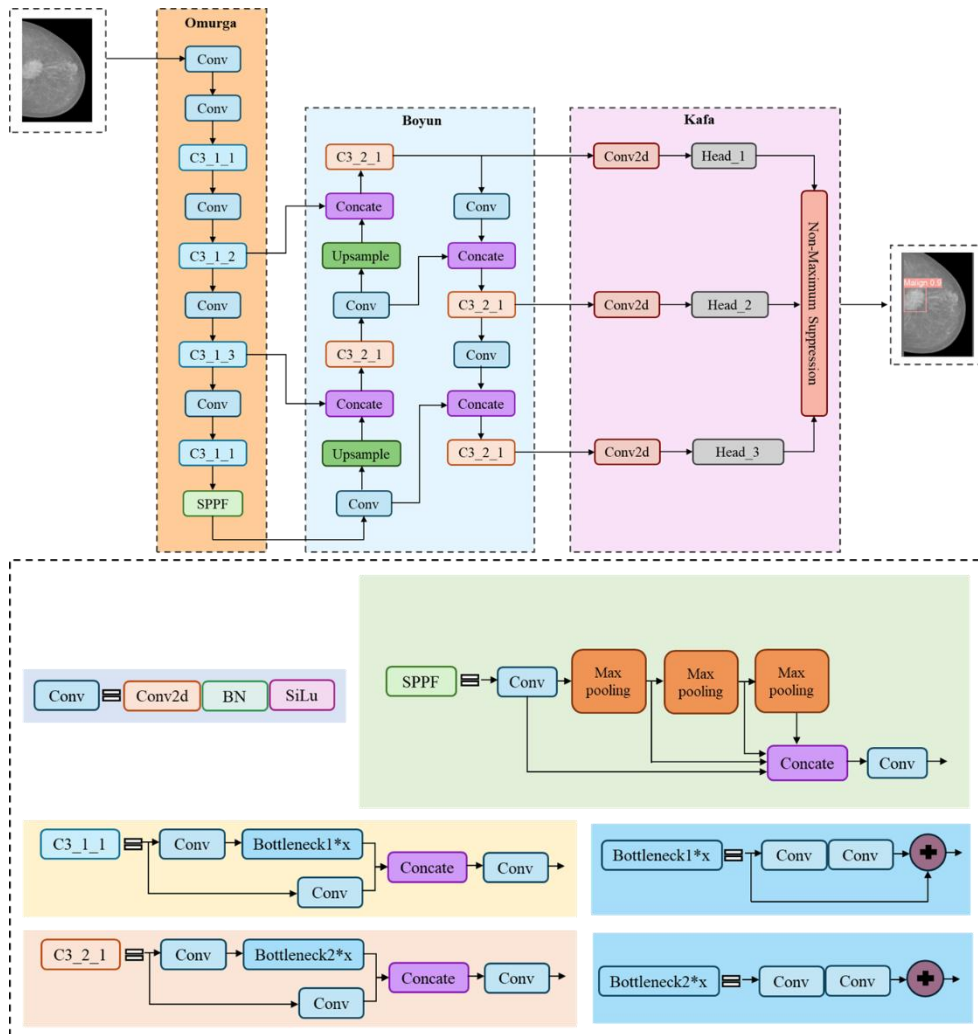 Omurga
Conv
Conv
C3_1_1
Conv
C3_1_2
Conv
C3_1_3
Conv
C3_1_1
SPPF
Boyun
C3_2_1
Concate
Upsample
Conv
C3_2_1
Concate
Upsample
Conv
Conv
Concate
C3_2_1
Conv
Concate
C3_2_1
Kafa
Conv2d
Head_1
Conv2d
Head_2
Conv2d
Head_3
Non-Maximum Suppression
Malign 0.9
SPPF
Conv
Max
pooling
Max
pooling
Max
pooling
Concate
Conv
Conv
Conv2d
BN
SiLu
C3_1_1
Conv
Bottleneck1*x
Conv
Concate
Conv
Bottleneck1*x
Conv
Conv
C3_2_1
Conv
Bottleneck2*x
Conv
Concate
Conv
Bottleneck2*x
Conv
Conv